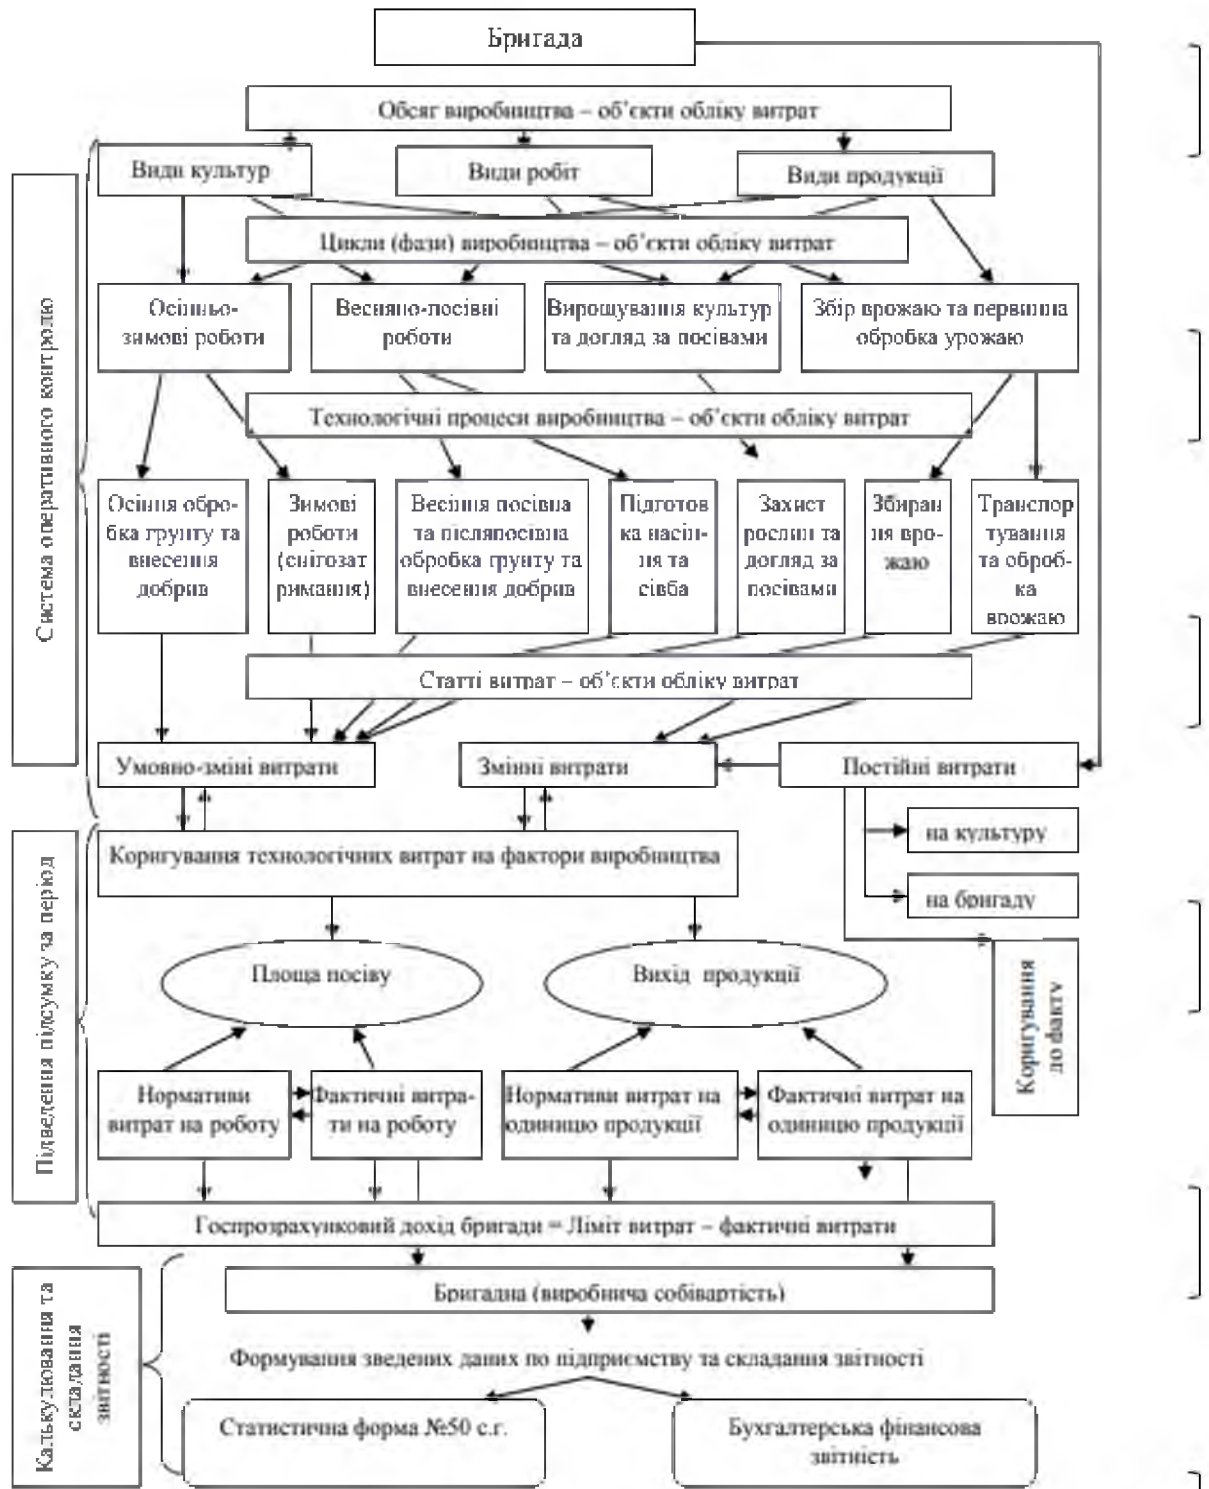 Бригада
Обсяг виробництва – об’єкти обліку витрат
Види культур
Види робіт
Види продукції
Цикли (фази) виробництва – об’єкти обліку витрат
Осінньо-
зимові роботи
Весняно-посівні
роботи
Вирощування культур
та догляд за посівами
Збір врожаю та первинна
обробка урожаю
Технологічні процеси виробництва – об’єкти обліку витрат
Осіння обро-
бка грунту та
внесення
добрив
Зимові
роботи
(снігозат
римання)
Весіння посівна
та післяпосівна
обробка грунту та
внесення добрив
Підготов
ка насін-
ня та
сівба
Захист
рослин та
догляд за
посівами
Збиран
ня вро-
жаю
Транспор
тування
та оброб-
ка
врожаю
Статті витрат – об’єкти обліку витрат
Умовно-зміні витрати
Змінні витрати
Постійні витрати
на культуру
на бригаду
Коригування
до факту
Система оперативного контролю
Коригування технологічних витрат на фактори виробництва
Площа посіву
Вихід продукції
Нормативи
витрат на роботу
Фактичні витра-
ти на роботу
Нормативи витрат на
одиницю продукції
Фактичні витрат на
одиницю продукції
Підведення підсумку за період
Госпрозрахунковий дохід бригади = Ліміт витрат – фактичні витрати
Бригадна (виробнича собівартість)
Формування зведених даних по підприємству та складання звітності
Статистична форма №50 с.г.
Бухгалтерська фінансова
звітність
Калькулювання та
складання
звітності